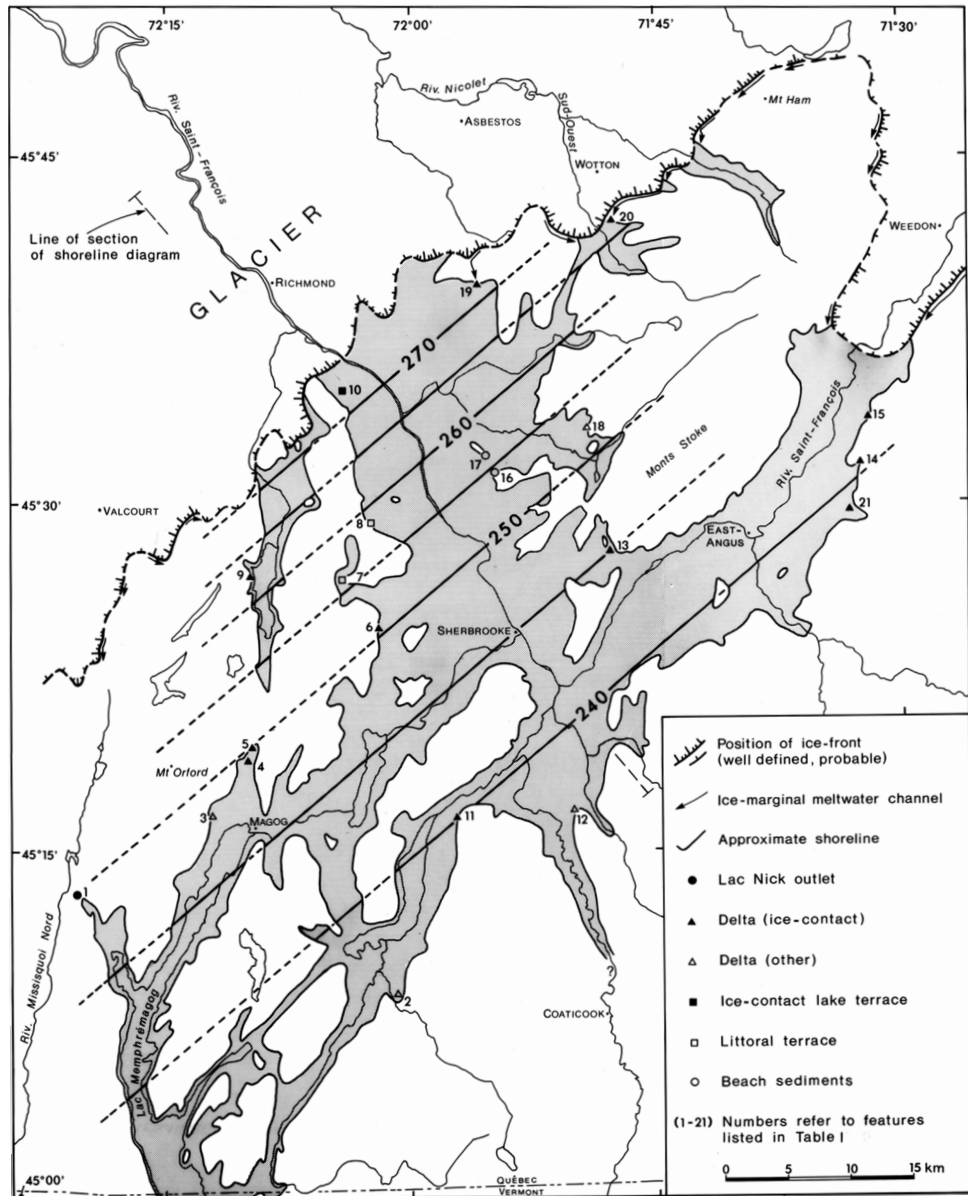 72°15'
72°00'
71°45'
71°30'
Riv. Nicolet
Sud-Ouest
Mt Ham
ASBESTOS
45°45'
WOTTON
Riv. Saint-François
20
WEEDON
Line of section
of shoreline diagram
GLACIER
RICHMOND
19
270
10
Riv. Saint-François
15
260
18
Monts Stoke
17
14
16
45°30'
VALCOURT
21
8
250
EAST-
ANGUS
13
9
7
6
SHERBROOKE
240
5
Mt Orford
4
3
MAGOG
11
12
45°15'
1
Riv. Missisquoi Nord
Lac Memphrémagog
2
?
COATICOOK
45°00'
QUÉBEC
VERMONT
Position of ice-front
(well defined, probable)
Ice-marginal meltwater channel
Approximate shoreline
Lac Nick outlet
Delta (ice-contact)
Delta (other)
Ice-contact lake terrace
Littoral terrace
Beach sediments
(1-21) Numbers refer to features
listed in Table I
0 5 10 15 km